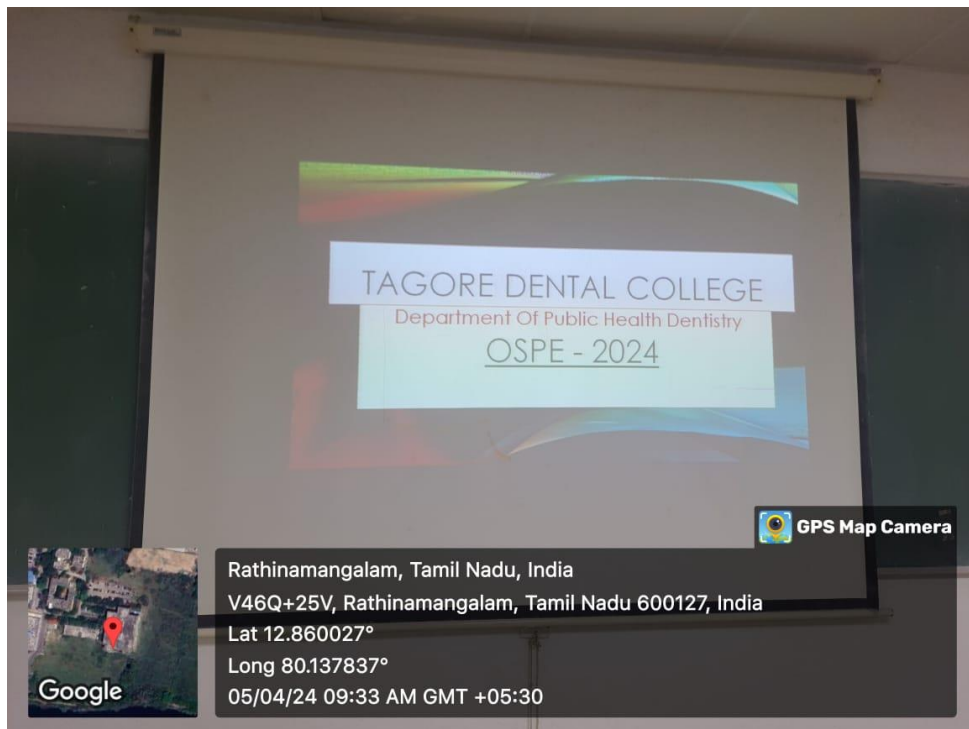 TAGORE DENTAL COLLEGE
Department Of Public Health Dentistry
OSPE - 2024
GPS Map Camera
Rathinamangalam, Tamil Nadu, India
V46Q+25V, Rathinamangalam, Tamil Nadu 600127, India
Lat 12.860027°
Long 80.137837°
05/04/24 09:33 AM GMT +05:30
Google